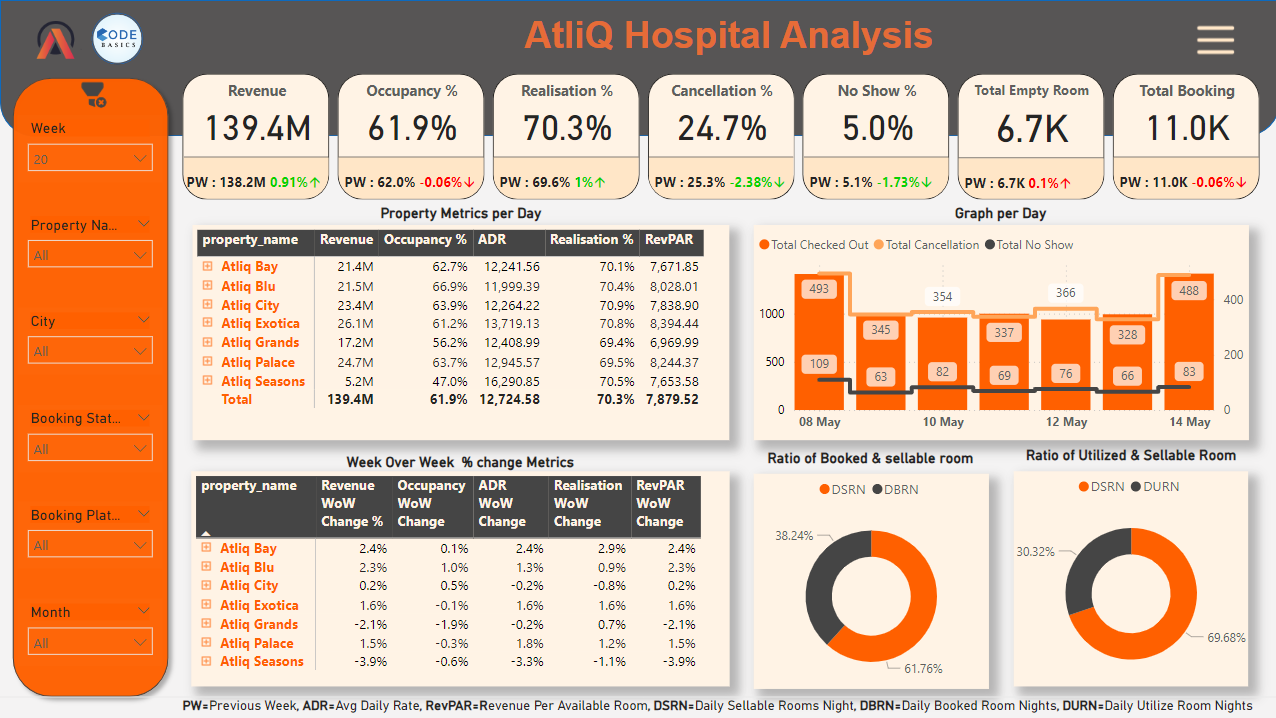 CODE
BASICS
AtliQ Hospital Analysis
Week
20
Property Na...
All
City
All
Booking Stat...
All
Booking Plat...
All
Month
All
Revenue
139.4M
PW : 138.2M 0.91%↑
Occupancy %
61.9%
PW : 62.0% -0.06%↓
Realisation %
70.3%
PW : 69.6% 1%↑
Cancellation %
24.7%
PW : 25.3% -2.38%↓
No Show %
5.0%
PW : 5.1% -1.73%↓
Total Empty Room
6.7K
PW : 6.7K 0.1%↑
Total Booking
11.0K
PW : 11.0K -0.06%↓
Property Metrics per Day
property_name Revenue Occupancy % ADR Realisation % RevPAR
Atliq Bay 21.4M 62.7% 12,241.56 70.1% 7,671.85
Atliq Blu 21.5M 66.9% 11,999.39 70.4% 8,028.01
Atliq City 23.4M 63.9% 12,264.22 70.9% 7,838.90
Atliq Exotica 26.1M 61.2% 13,719.13 70.8% 8,394.44
Atliq Grands 17.2M 56.2% 12,408.99 69.4% 6,969.99
Atliq Palace 24.7M 63.7% 12,945.57 69.5% 8,244.37
Atliq Seasons 5.2M 47.0% 16,290.85 70.5% 7,653.58
Total 139.4M 61.9% 12,724.58 70.3% 7,879.52
Graph per Day
Total Checked Out Total Cancellation Total No Show
493 354 366 488
345 337 328
109 63 82 69 76 66 83
1000
500
0
400
200
0
08 May 10 May 12 May 14 May
Week Over Week % change Metrics
property_name Revenue WoW Change % Occupancy WoW Change ADR WoW Change Realisation WoW Change RevPAR WoW Change
Atliq Bay 2.4% 0.1% 2.4% 2.9% 2.4%
Atliq Blu 2.3% 1.0% 1.3% 0.9% 2.3%
Atliq City 0.2% 0.5% -0.2% -0.8% 0.2%
Atliq Exotica 1.6% -0.1% 1.6% 1.6% 1.6%
Atliq Grands -2.1% -1.9% -0.2% 0.7% -2.1%
Atliq Palace 1.5% -0.3% 1.8% 1.2% 1.5%
Atliq Seasons -3.9% -0.6% -3.3% -1.1% -3.9%
Ratio of Booked & sellable room
DSRN DBRN
38.24%
61.76%
Ratio of Utilized & Sellable Room
DSRN DURN
30.32%
69.68%
PW=Previous Week, ADR=Avg Daily Rate, RevPAR=Revenue Per Available Room, DSRN=Daily Sellable Rooms Night, DBRN=Daily Booked Room Nights, DURN=Daily Utilize Room Nights